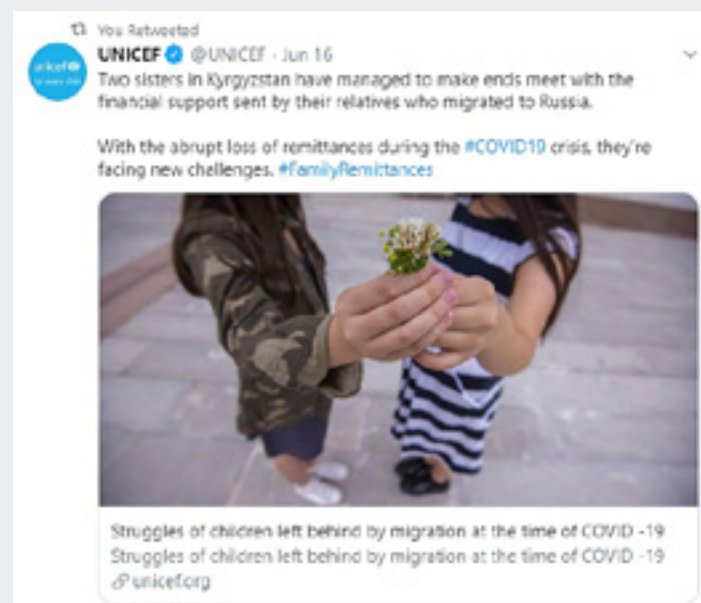 You Retweeted
UNICEF @UNICEF · Jun 16
Two sisters in Kyrgyzstan have managed to make ends meet with the
financial support sent by their relatives who migrated to Russia.
With the abrupt loss of remittances during the #COVID19 crisis, they're
facing new challenges. #FamilyRemittances
Struggles of children left behind by migration at the time of COVID -19
Struggles of children left behind by migration at the time of COVID -19
unicef.org